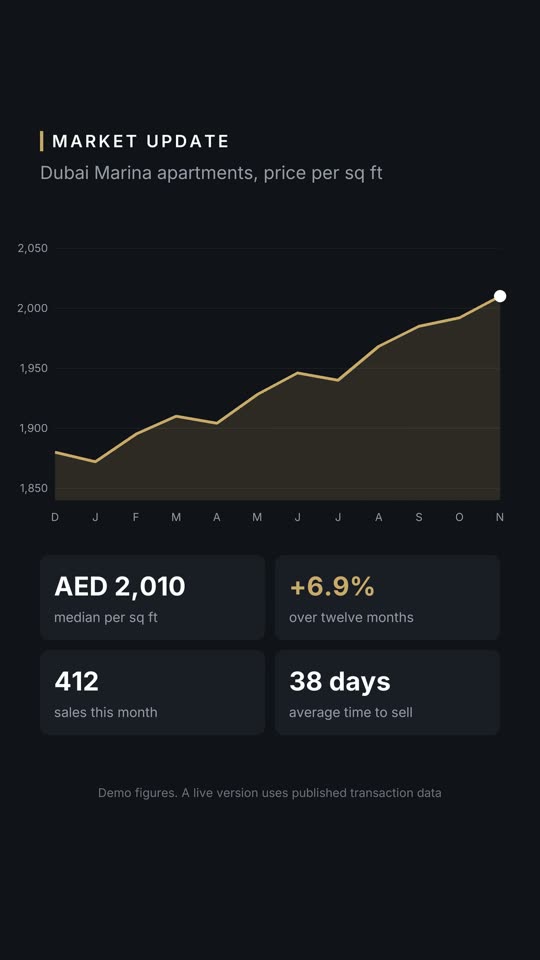 MARKET UPDATE
Dubai Marina apartments, price per sq ft
2,050
2,000
1,950
1,900
1,850
D J F M A M J J A S O N
AED 2,010
median per sq ft
+6.9%
over twelve months
412
sales this month
38 days
average time to sell
Demo figures. A live version uses published transaction data